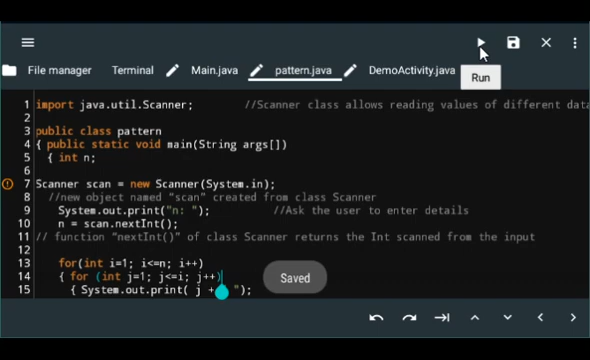 File manager Terminal Main.java pattern.java DemoActivity.java
Run
1 import java.util.Scanner; //Scanner class allows reading values of different data
2
3 public class pattern
4 { public static void main(String args[])
5 { int n;
6
7 Scanner scan = new Scanner(System.in);
8 //new object named "scan" created from class Scanner
9 System.out.print("n: "); //Ask the user to enter details
10 n = scan.nextInt();
11 // function "nextInt()" of class Scanner returns the Int scanned from the input
12
13 for(int i=1; i<=n; i++)
14 { for (int j=1; j<=i; j++)
15 { System.out.print( j + ");
Saved